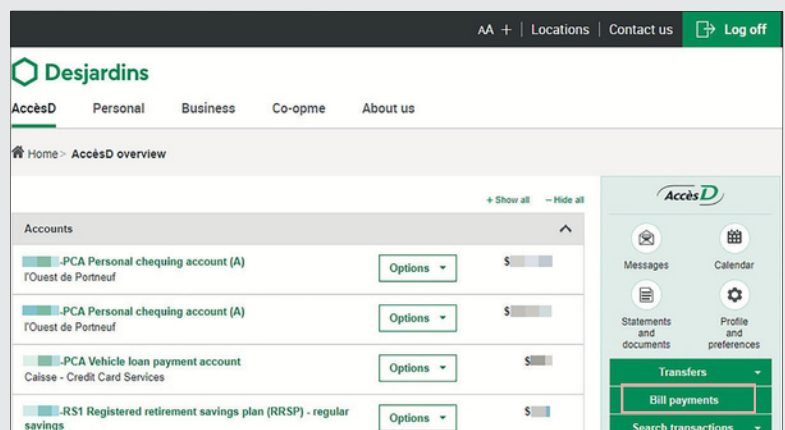 AA + | Locations | Contact us Log off
Desjardins
AccèsD Personal Business Co-opme About us
Home > AccèsD overview
+ Show all – Hide all
AccèsD
Accounts
-PCA Personal chequing account (A)
l'Ouest de Portneuf
Options
$
-PCA Personal chequing account (A)
l'Ouest de Portneuf
Options
$
-PCA Vehicle loan payment account
Caisse - Credit Card Services
Options
$
-RS1 Registered retirement savings plan (RRSP) - regular
savings
Options
$
Messages
Calendar
Statements
and
documents
Profile
and
preferences
Transfers
Bill payments
Search transactions